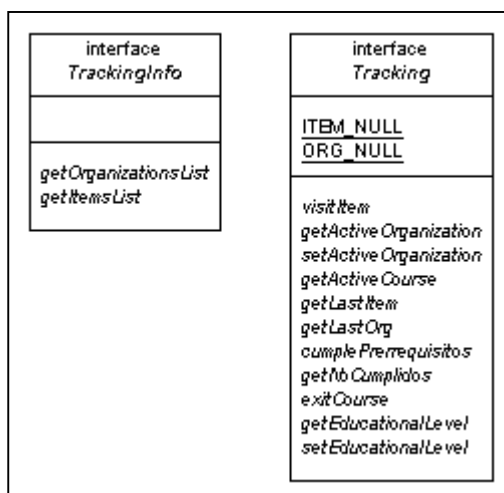 interface
TrackingInfo
getOrganizationsList
getItemsList
interface
Tracking
ITEM_NULL
ORG_NULL
visitItem
getActiveOrganization
setActiveOrganization
getActiveCourse
getLastItem
getLastOrg
cumplePrerrequisitos
getNbCumplidos
exitCourse
getEducationalLevel
setEducationalLevel